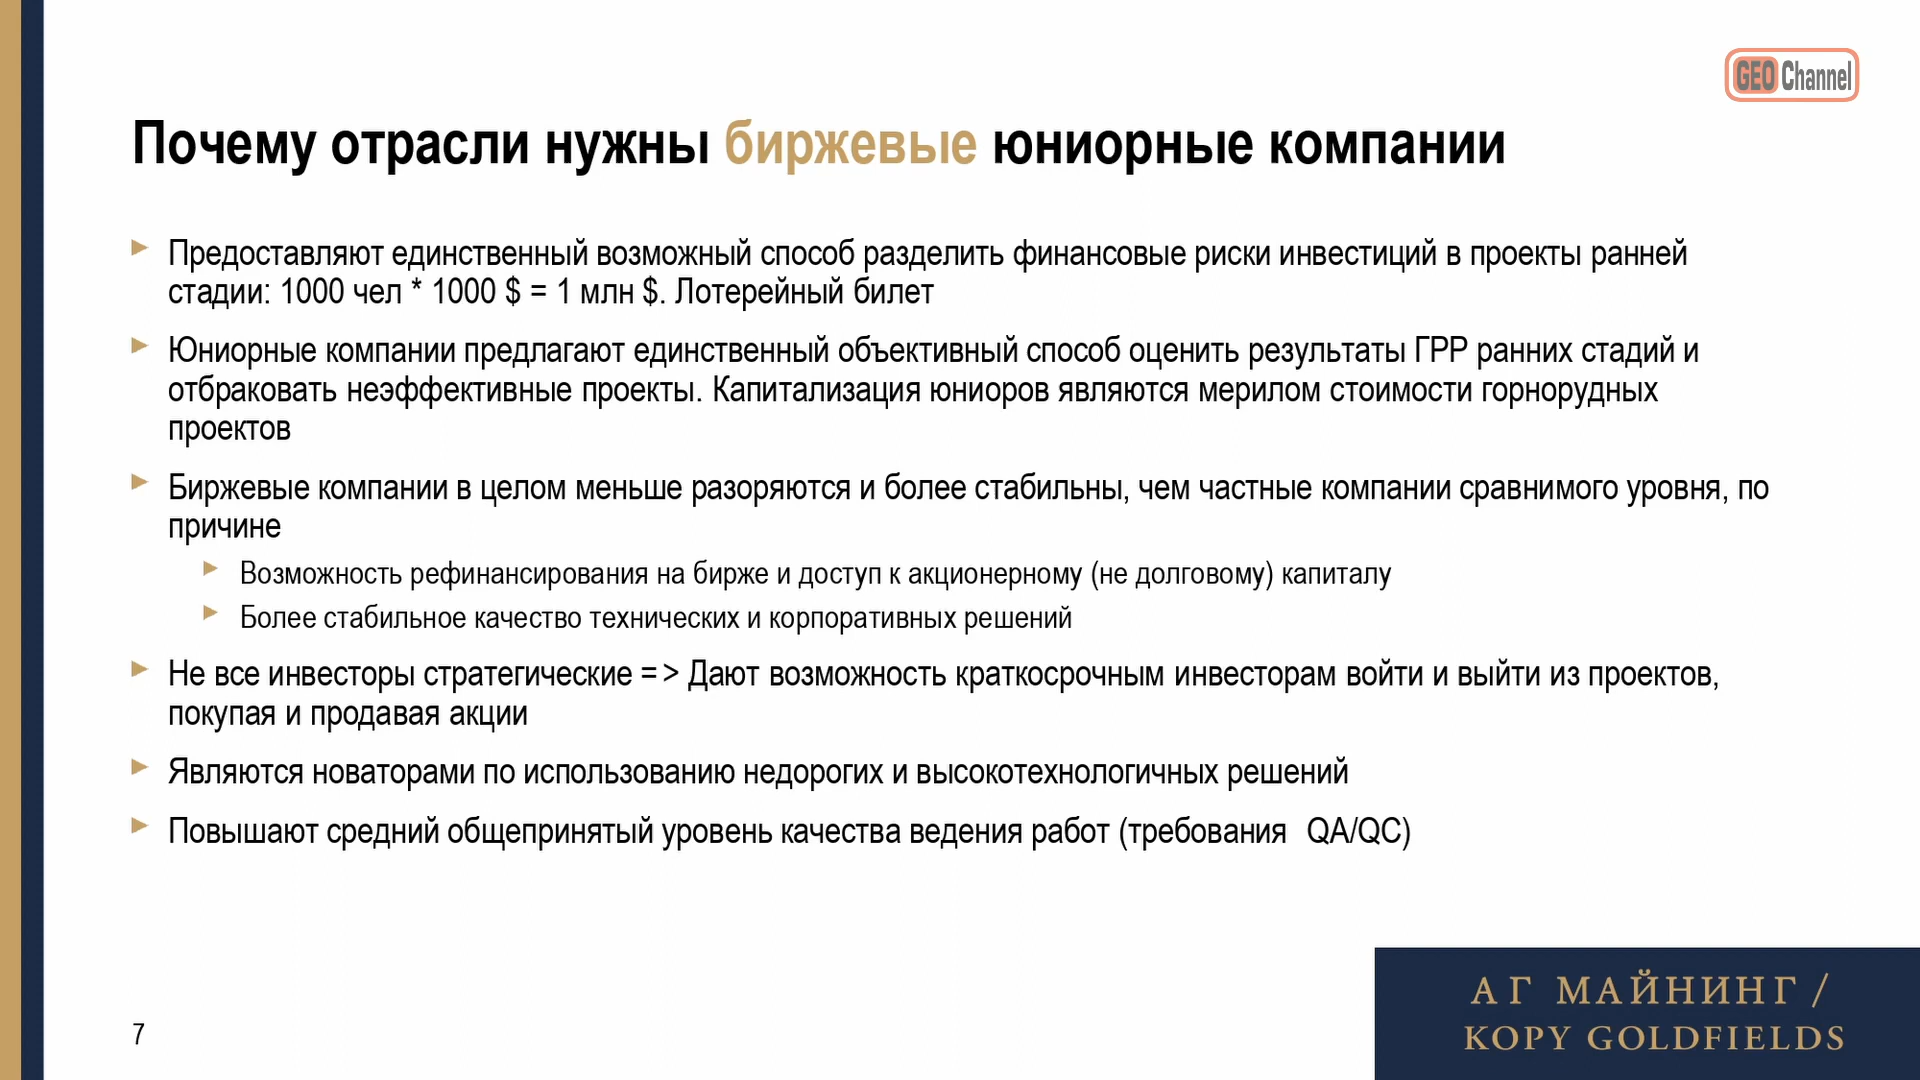 GEO Channel
Почему отрасли нужны биржевые юниорные компании
Предоставляют единственный возможный способ разделить финансовые риски инвестиций в проекты ранней
стадии: 1000 чел * 1000 $ = 1 млн $. Лотерейный билет
Юниорные компании предлагают единственный объективный способ оценить результаты ГРР ранних стадий и
отбраковать неэффективные проекты. Капитализация юниоров являются мерилом стоимости горнорудных
проектов
Биржевые компании в целом меньше разоряются и более стабильны, чем частные компании сравнимого уровня, по
причине
Возможность рефинансирования на бирже и доступ к акционерному (не долговому) капиталу
Более стабильное качество технических и корпоративных решений
Не все инвесторы стратегические => Дают возможность краткосрочным инвесторам войти и выйти из проектов,
покупая и продавая акции
Являются новаторами по использованию недорогих и высокотехнологичных решений
Повышают средний общепринятый уровень качества ведения работ (требования QA/QC)
АГ МАЙНИНГ /
KOPY GOLDFIELDS
7